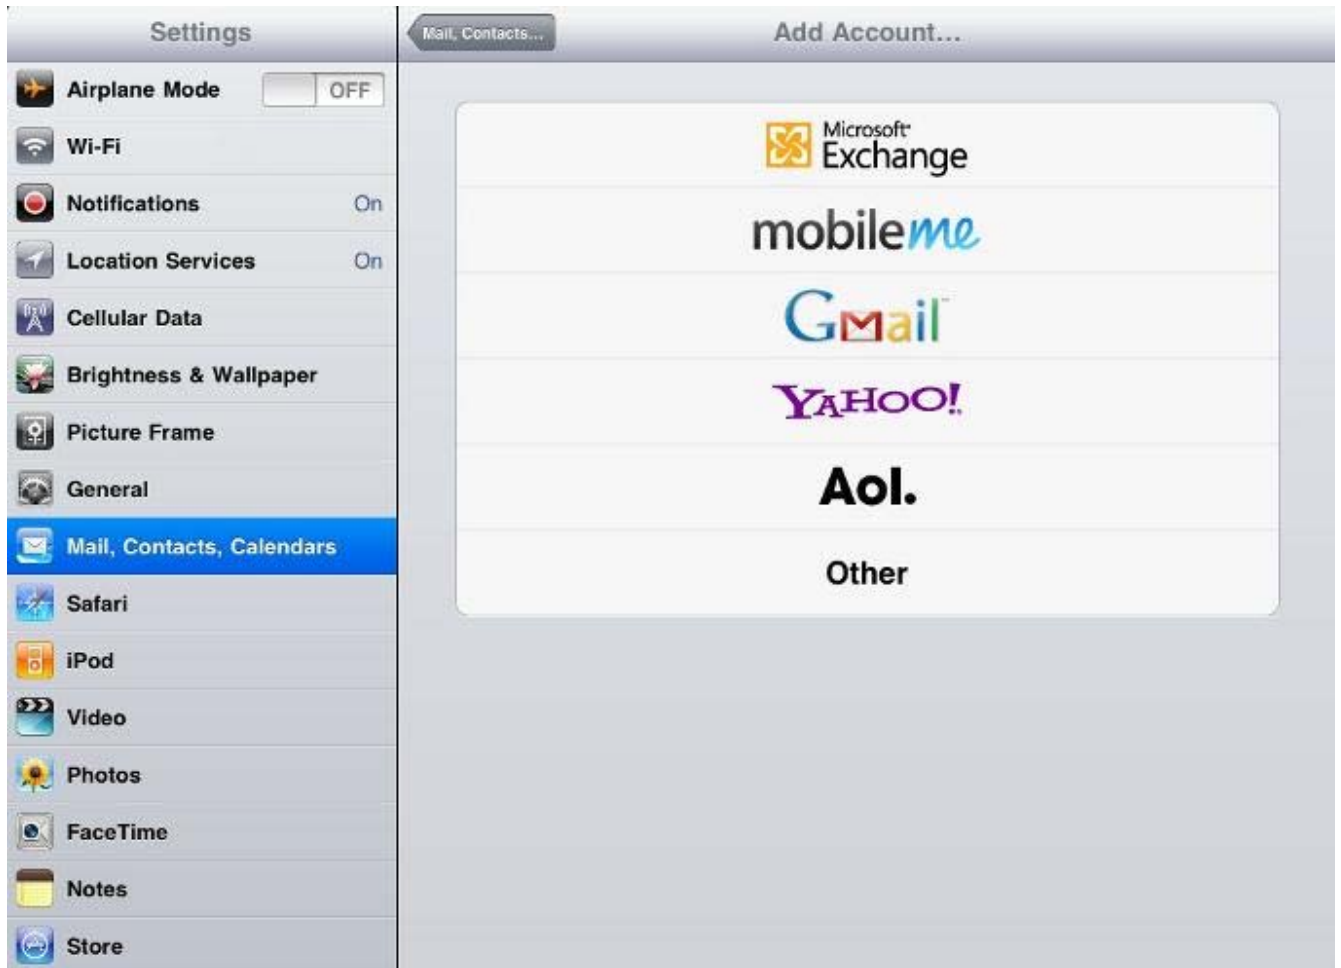 Settings
Airplane Mode OFF
Wi-Fi
Notifications On
Location Services On
Cellular Data
Brightness & Wallpaper
Picture Frame
General
Mail, Contacts, Calendars
Safari
iPod
Video
Photos
FaceTime
Notes
Store
Mail, Contacts... Add Account...
Microsoft
Exchange
mobileme
Gmail™
YAHOO!
Aol.
Other